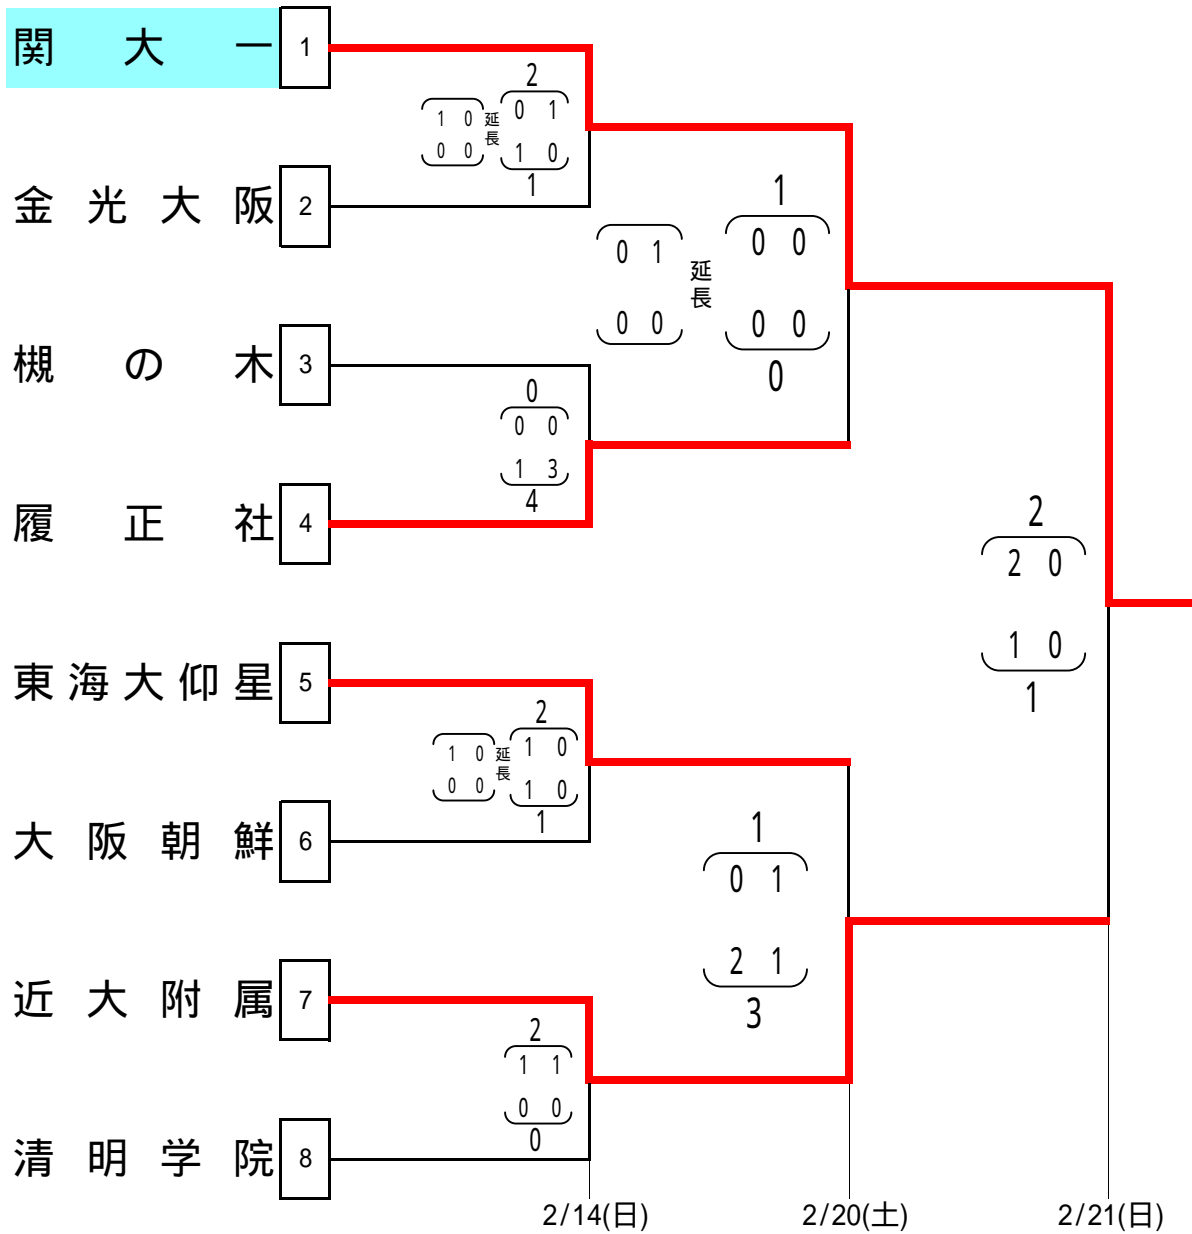 関大一 1
2
1 0 延長 0 1
0 0 1 0
1
金光大阪 2
1
0 1 延長 0 0
0 0 0 0
0
槻の木 3
0
0 0
1 3
4
履正社 4
2
2 0
1 0
1
東海大仰星 5
2
1 0 延長 1 0
0 0 1 0
1
大阪朝鮮 6
1
0 1
2 1
3
近大附属 7
2
1 1
0 0
0
清明学院 8
2/14(日) 2/20(土) 2/21(日)